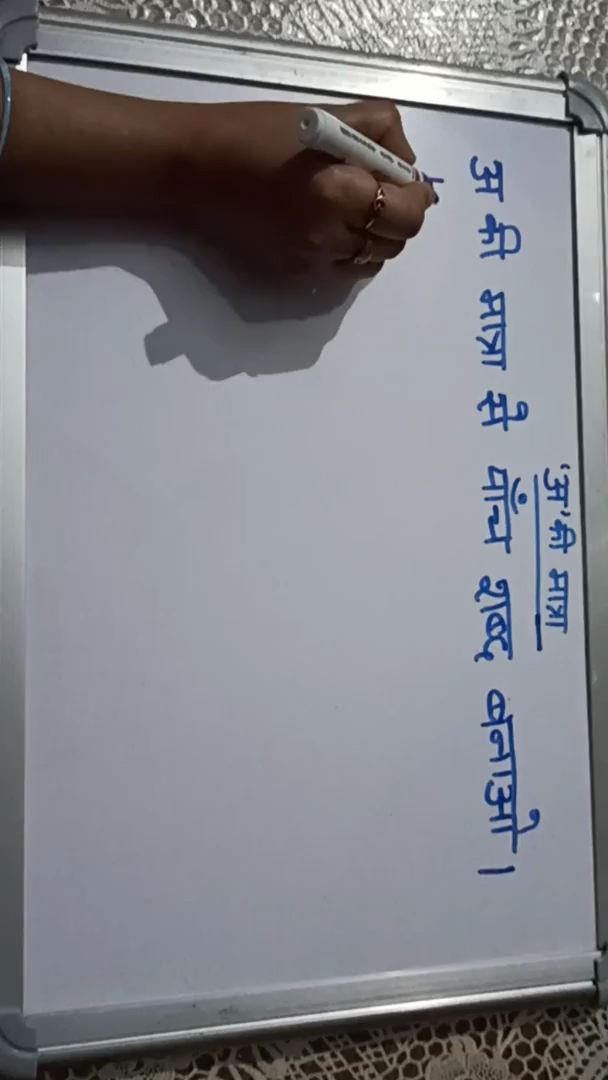 'अ' की मात्रा
अ की मात्रा से पाँच शब्द बनाओ।